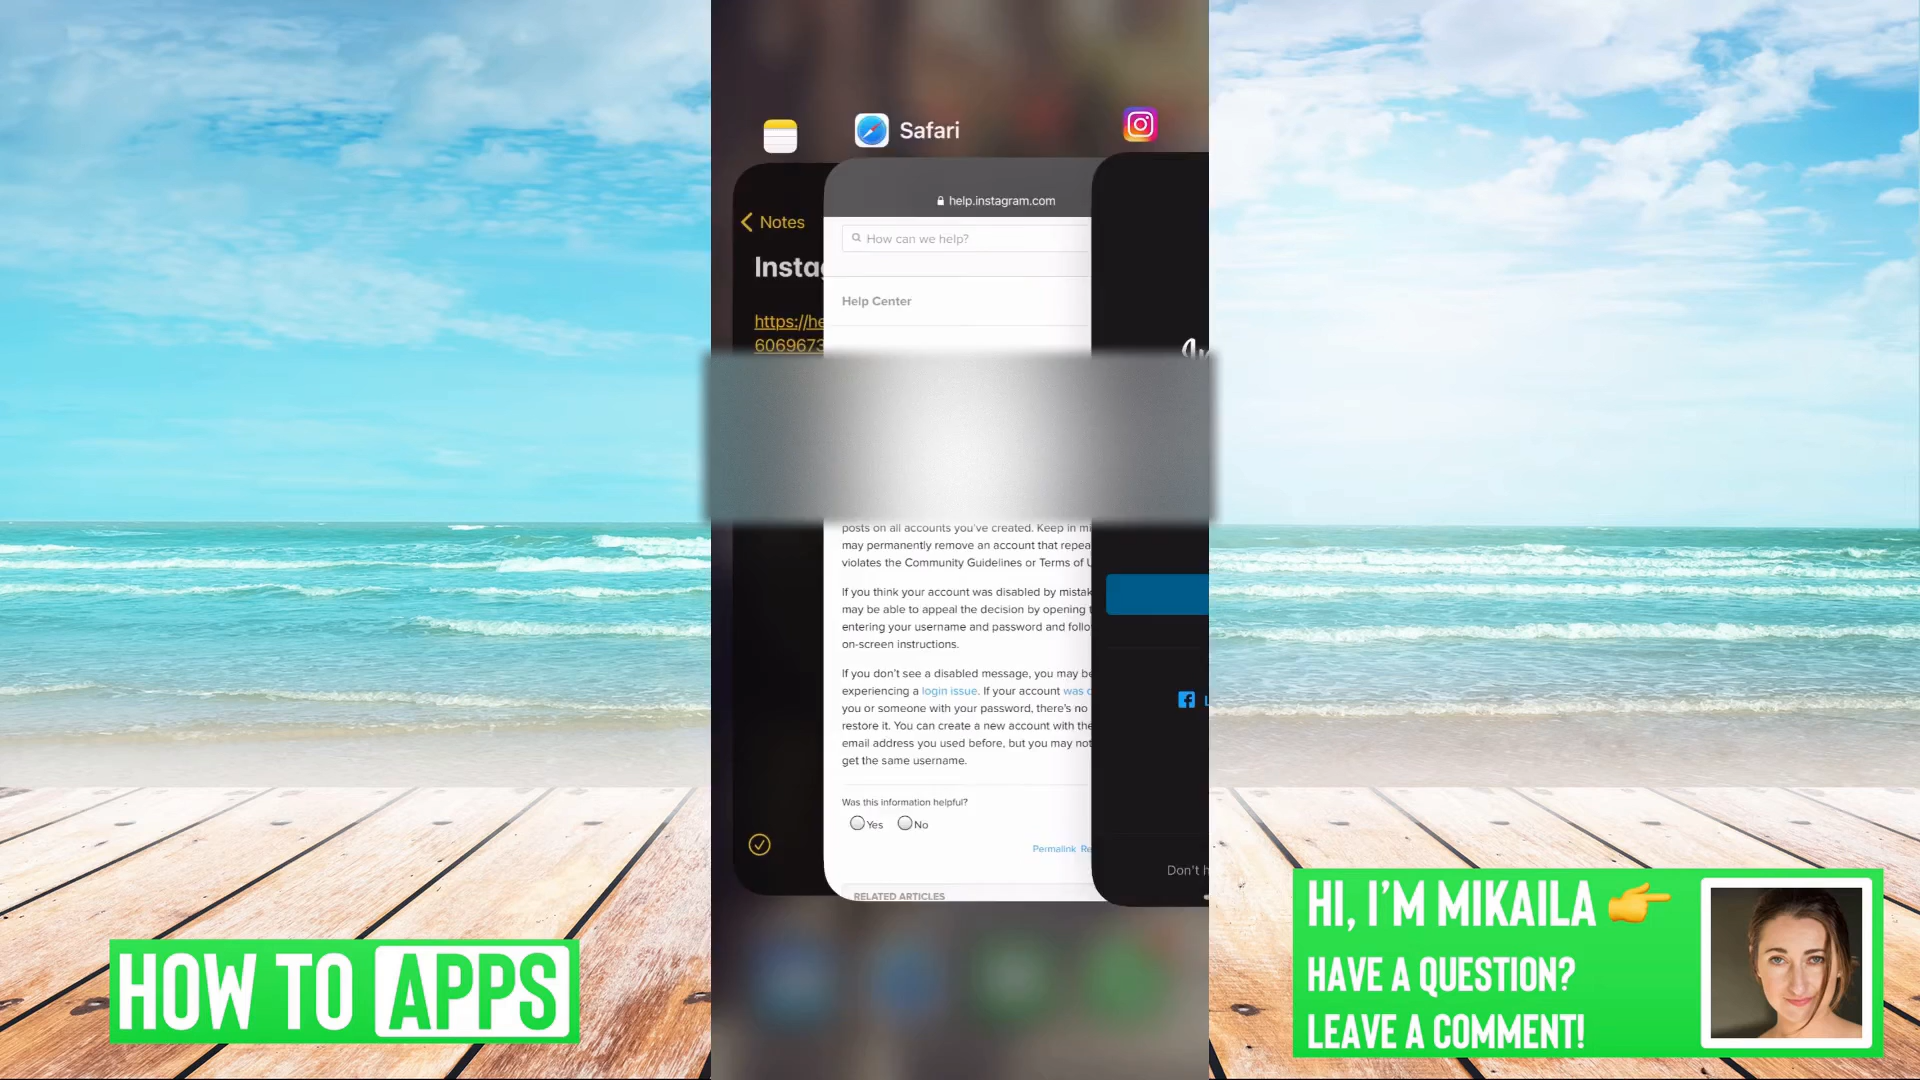 Safari
Notes
help.instagram.com
How can we help?
Help Center
https://he
6069673
posts on all accounts you've created. Keep in
may permanently remove an account that
violates the Community Guidelines or Terms of
If you think your account was disabled by
may be able to appeal the decision by opening
entering your username and password and
on-screen instructions.
If you don't see a disabled message, you may
experiencing a login issue. If your account was
you or someone with your password, there's no
restore it. You can create a new account with
email address you used before, but you may not
get the same username.
Was this information helpful?
Yes No
Permalink
RELATED ARTICLES
Don't
HOW TO APPS
HI, I'M MIKAILA
HAVE A QUESTION?
LEAVE A COMMENT!